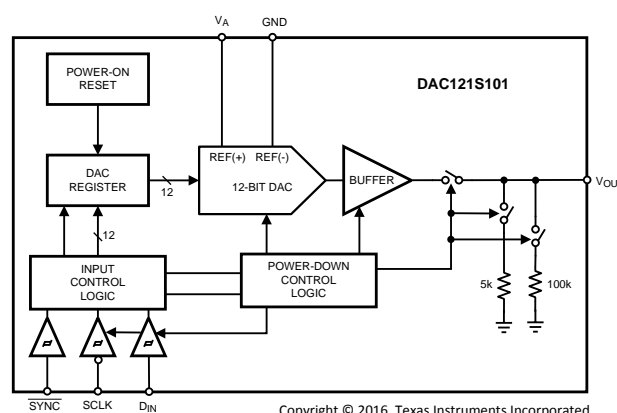 VA GND
POWER-ON
RESET
DAC121S101
REF(+) REF(-)
DAC
REGISTER
12
12-BIT DAC
BUFFER
VOU
12
INPUT
CONTROL
LOGIC
POWER-DOWN
CONTROL
LOGIC
5k
100k
SYNC SCLK DIN
Copyright © 2016, Texas Instruments Incorporated